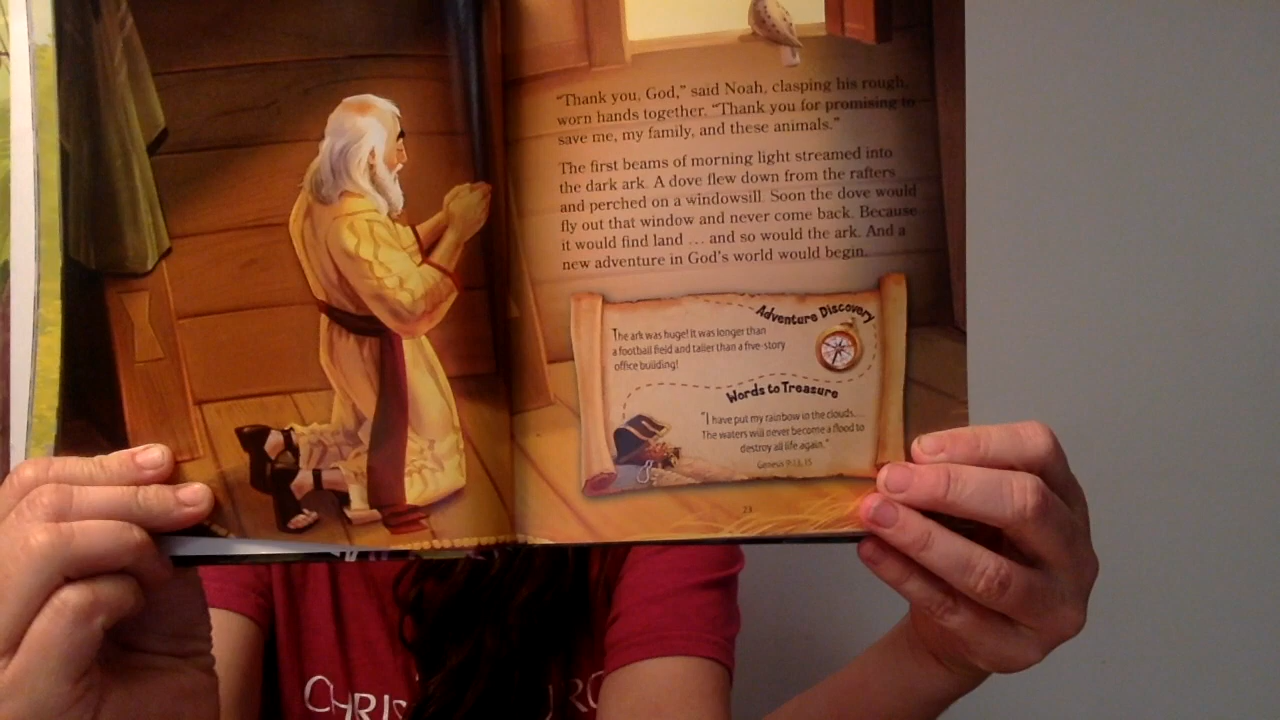 "Thank you, God," said Noah, clasping his rough,
worn hands together. "Thank you for promising to
save me, my family, and these animals."
The first beams of morning light streamed into
the dark ark. A dove flew down from the rafters
and perched on a windowsill. Soon the dove would
fly out that window and never come back. Because
it would find land ... and so would the ark. And a
new adventure in God's world would begin.
Adventure Discovery
The ark was huge! It was longer than
a football field and taller than a five-story
office building!
Words to Treasure
"I have put my rainbow in the clouds. ...
The waters will never become a flood to
destroy all life again."
Genesis 9:13, 15
23